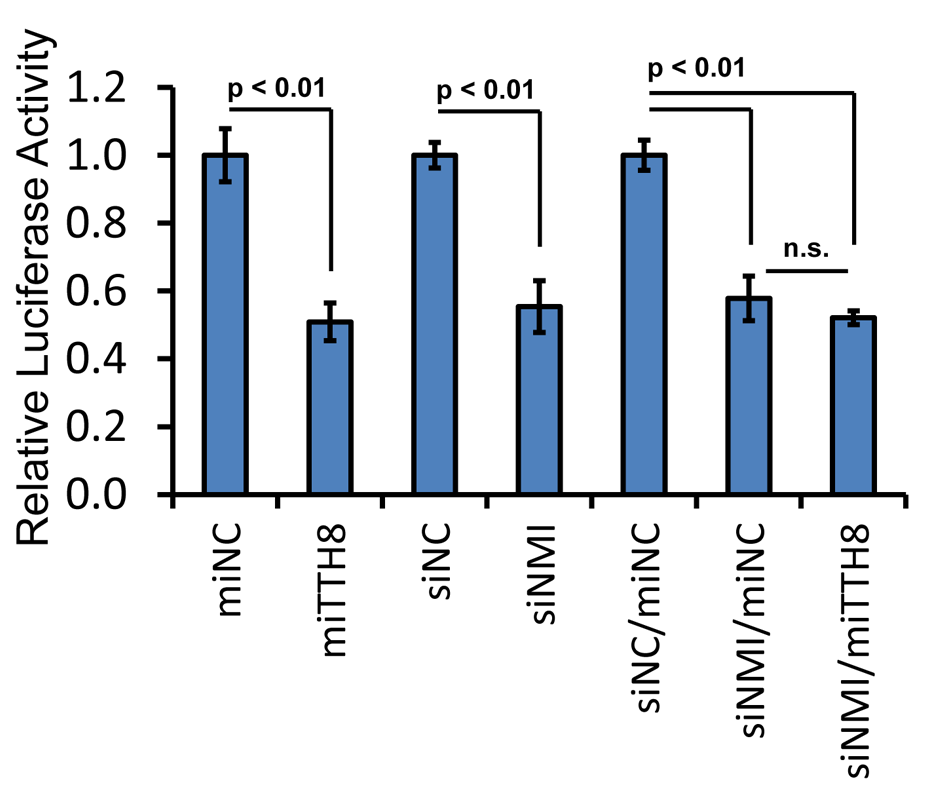 Relative Luciferase Activity
1.2
1.0
0.8
0.6
0.4
0.2
0.0
p < 0.01
p < 0.01
p < 0.01
n.s.
miNC
miTTH8
siNC
siNMI
siNC/miNC
siNMI/miNC
siNMI/miTTH8